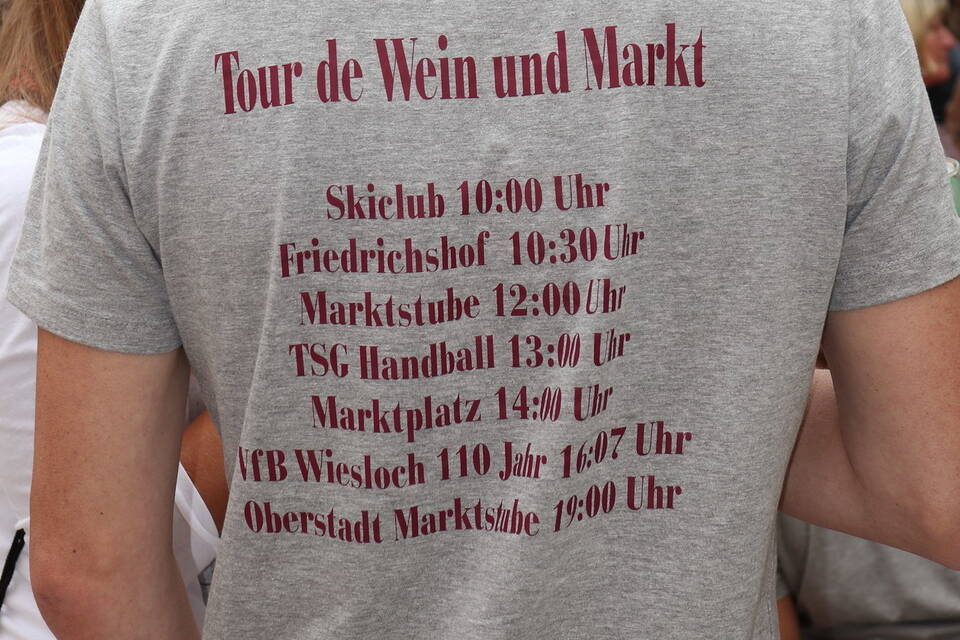 Tour de Wein und Markt
Skiclub 10:00 Uhr
Friedrichshof 10:30 Uhr
Marktstube 12:00 Uhr
TSG Handball 13:00 Uhr
Marktplatz 14:00 Uhr
VfB Wiesloch 110 Jahr 16:07 Uhr
Oberstadt Marktstube 19:00 Uhr